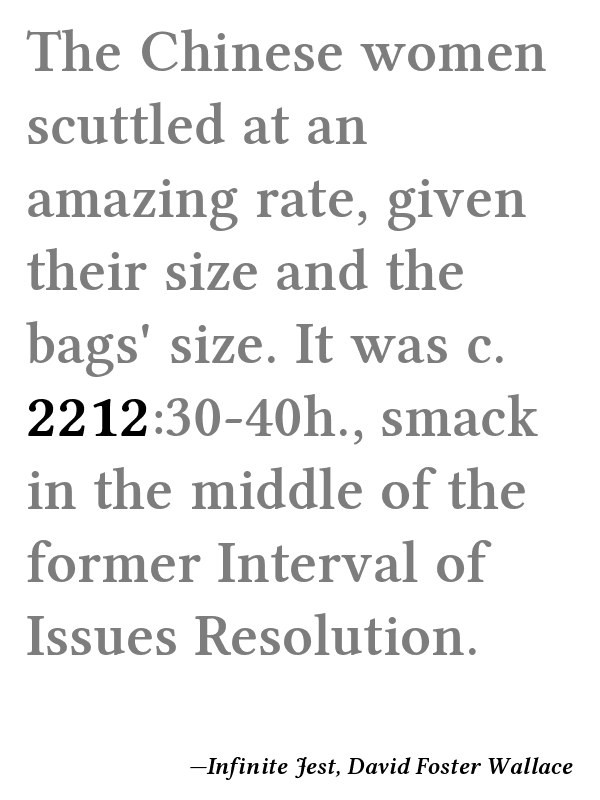 The Chinese women
scuttled at an
amazing rate, given
their size and the
bags' size. It was c.
2212:30-40h., smack
in the middle of the
former Interval of
Issues Resolution.
—Infinite Jest, David Foster Wallace